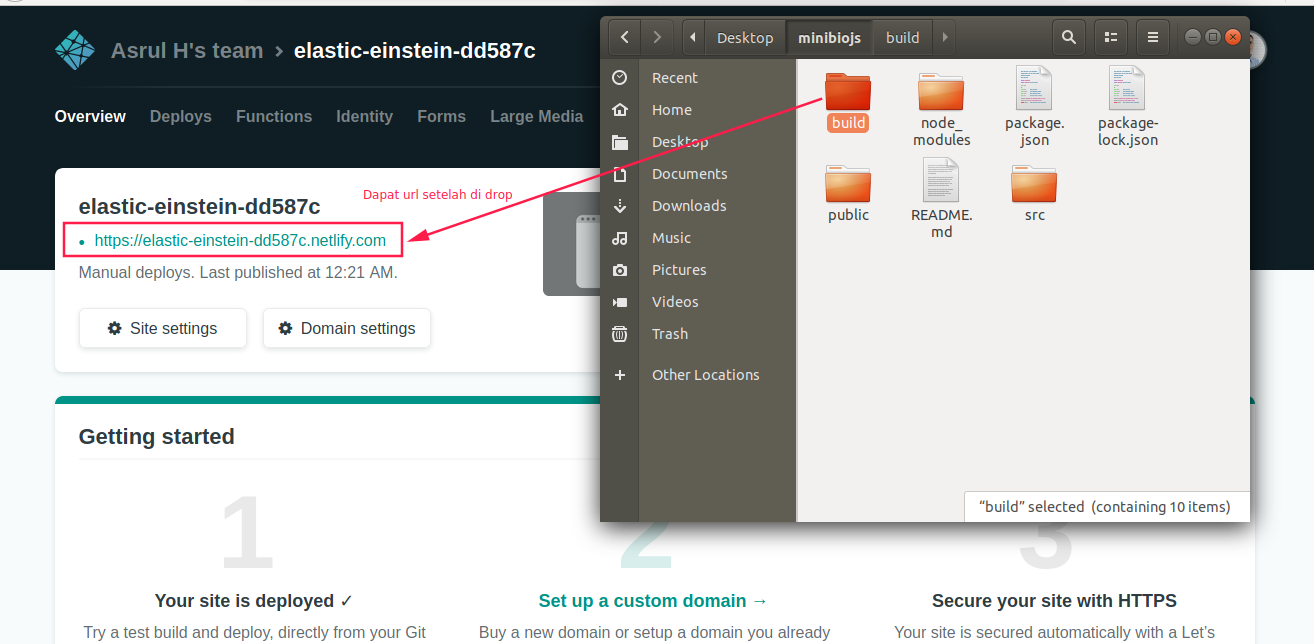 Asrul H's team › elastic-einstein-dd587c
Overview Deploys Functions Identity Forms Large Media
elastic-einstein-dd587c
https://elastic-einstein-dd587c.netlify.com
Manual deploys. Last published at 12:21 AM.
Site settings Domain settings
Dapat url setelah di drop
Desktop minibiojs build
Recent
Home
Desktop
Documents
Downloads
Music
Pictures
Videos
Trash
Other Locations
build
node_
modules
package.
json
package-
lock.json
public
README.
md
src
“build” selected (containing 10 items)
Getting started
1
2
3
Your site is deployed ✓
Try a test build and deploy, directly from your Git
Set up a custom domain →
Buy a new domain or setup a domain you already
Secure your site with HTTPS
Your site is secured automatically with a Let’s